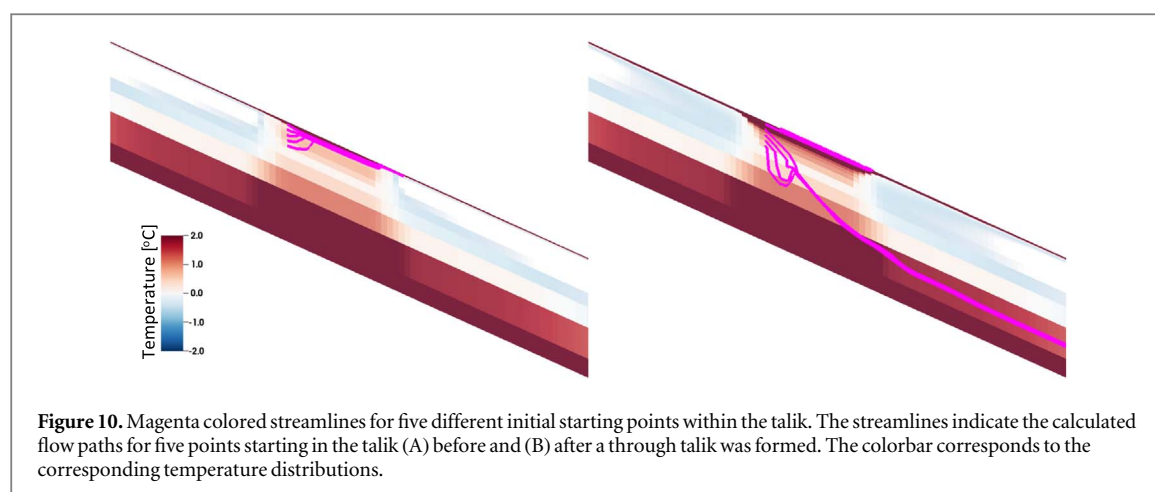 Temperature [°C]
2.0
1.0
0.0
-1.0
-2.0
Figure 10. Magenta colored streamlines for five different initial starting points within the talik. The streamlines indicate the calculated
flow paths for five points starting in the talik (A) before and (B) after a through talik was formed. The colorbar corresponds to the
corresponding temperature distributions.